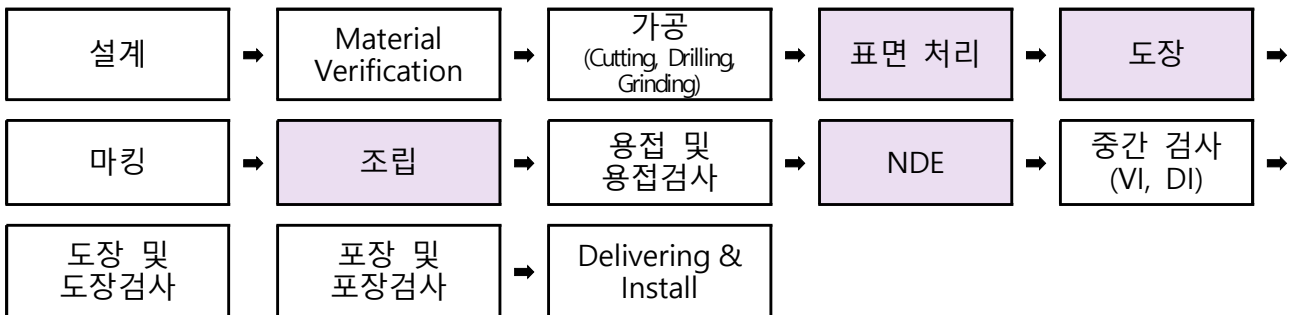 설계
Material
Verification
가공
(Cutting, Drilling,
Grinding)
표면 처리
도장
마킹
조립
용접 및
용접검사
NDE
중간 검사
(VI, DI)
도장 및
도장검사
포장 및
포장검사
Delivering &
Install